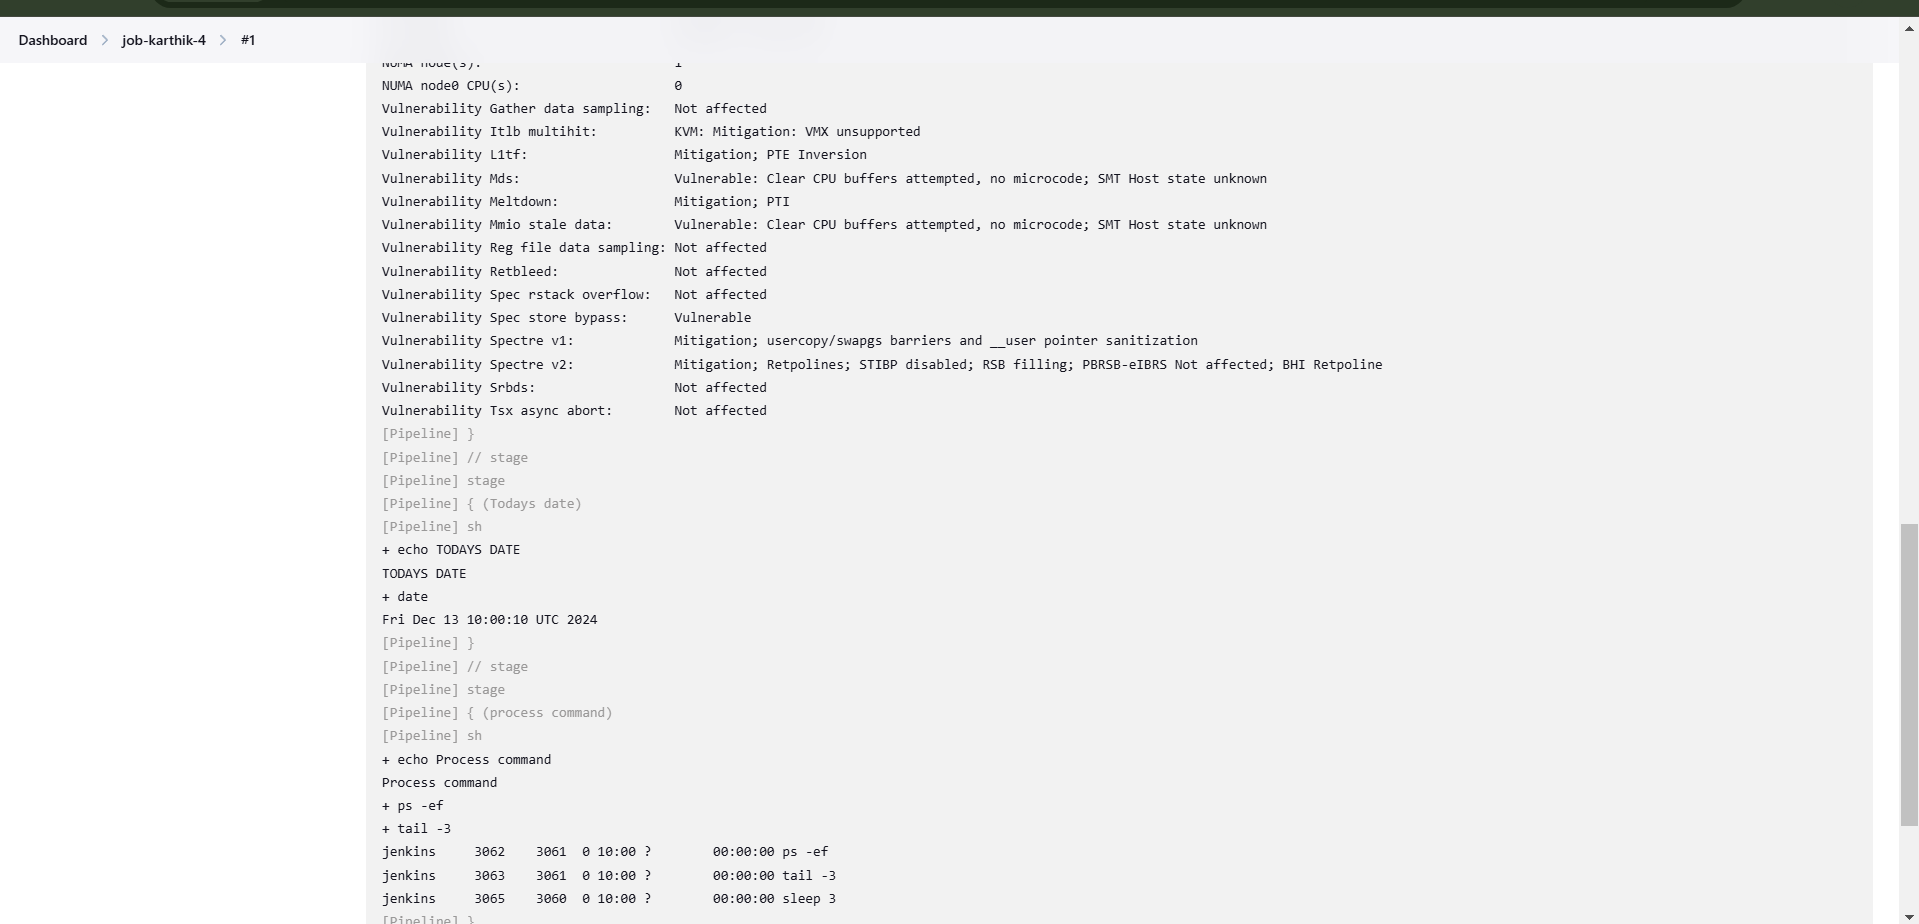 Dashboard > job-karthik-4 > #1
NUMA node(s): 1
NUMA node0 CPU(s): 0
Vulnerability Gather data sampling: Not affected
Vulnerability Itlb multihit: KVM: Mitigation: VMX unsupported
Vulnerability L1tf: Mitigation; PTE Inversion
Vulnerability Mds: Vulnerable: Clear CPU buffers attempted, no microcode; SMT Host state unknown
Vulnerability Meltdown: Mitigation; PTI
Vulnerability Mmio stale data: Vulnerable: Clear CPU buffers attempted, no microcode; SMT Host state unknown
Vulnerability Reg file data sampling: Not affected
Vulnerability Retbleed: Not affected
Vulnerability Spec rstack overflow: Not affected
Vulnerability Spec store bypass: Vulnerable
Vulnerability Spectre v1: Mitigation; usercopy/swapgs barriers and __user pointer sanitization
Vulnerability Spectre v2: Mitigation; Retpolines; STIBP disabled; RSB filling; PBRSB-eIBRS Not affected; BHI Retpoline
Vulnerability Srbds: Not affected
Vulnerability Tsx async abort: Not affected
[Pipeline] }
[Pipeline] // stage
[Pipeline] stage
[Pipeline] { (Todays date)
[Pipeline] sh
+ echo TODAYS DATE
TODAYS DATE
+ date
Fri Dec 13 10:00:10 UTC 2024
[Pipeline] }
[Pipeline] // stage
[Pipeline] stage
[Pipeline] { (process command)
[Pipeline] sh
+ echo Process command
Process command
+ ps -ef
+ tail -3
jenkins 3062 3061 0 10:00 ? 00:00:00 ps -ef
jenkins 3063 3061 0 10:00 ? 00:00:00 tail -3
jenkins 3065 3060 0 10:00 ? 00:00:00 sleep 3
[Pipeline] }